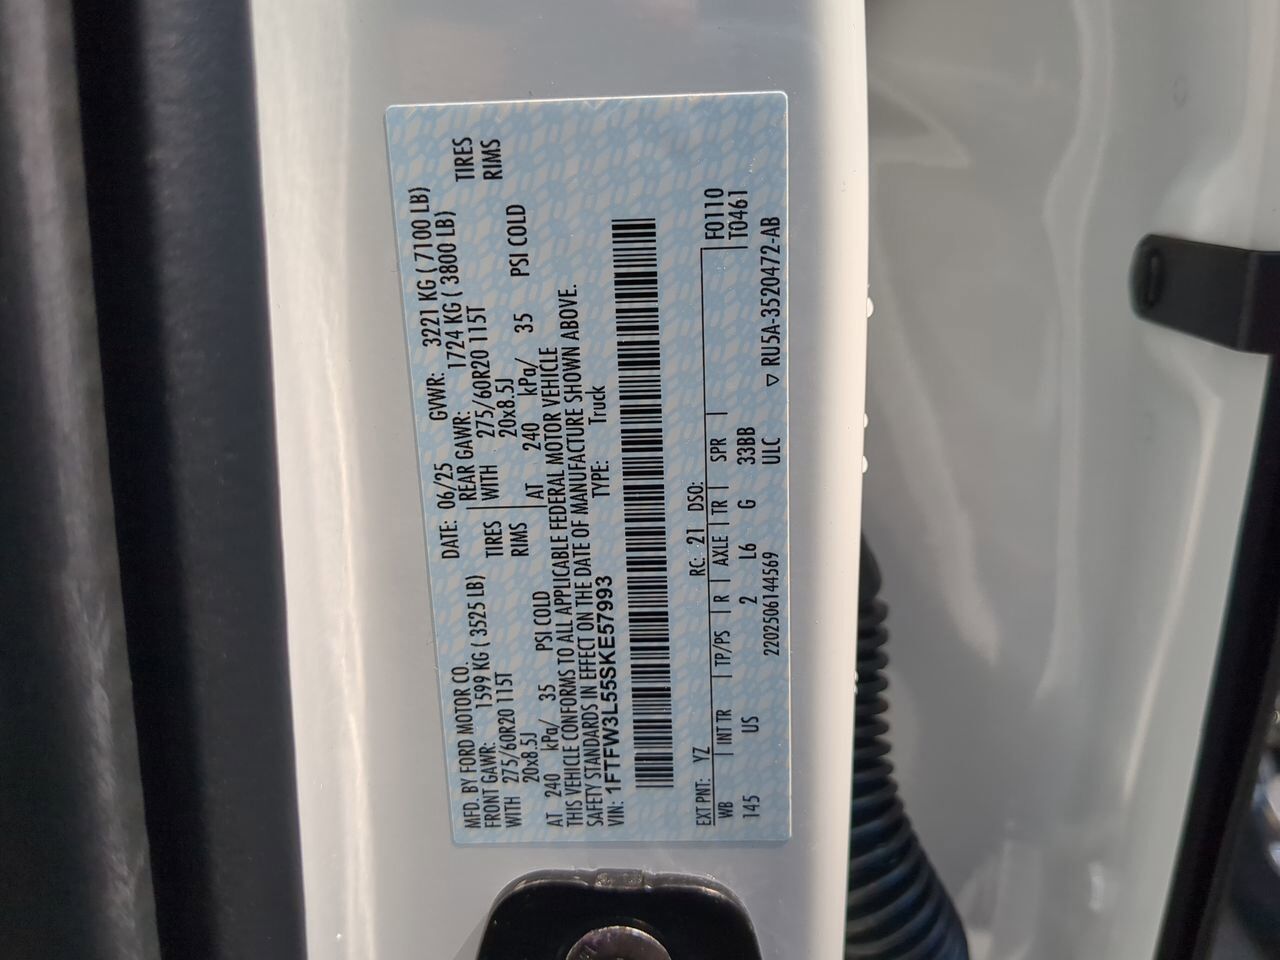 MFD. BY FORD MOTOR CO. DATE: 06/25 GVWR: 3221 KG ( 7100 LB)
FRONT GAWR: 1599 KG ( 3525 LB) REAR GAWR: 1724 KG ( 3800 LB)
WITH 275/60R20 115T TIRES WITH 275/60R20 115T TIRES
20x8.5J RIMS 20x8.5J RIMS
AT 240 kPa/ 35 PSI COLD AT 240 kPa/ 35 PSI COLD
THIS VEHICLE CONFORMS TO ALL APPLICABLE FEDERAL MOTOR VEHICLE
SAFETY STANDARDS IN EFFECT ON THE DATE OF MANUFACTURE SHOWN ABOVE.
VIN: 1FTFW3L55SKE57993 TYPE: Truck
EXT PNT: YZ RC: 21 DSO: F0110
WB INT TR TP/PS R AXLE TR SPR T0461
145 US 2 L6 G 33BB
2202506144569 ULC ▽ RU5A-3520472-AB